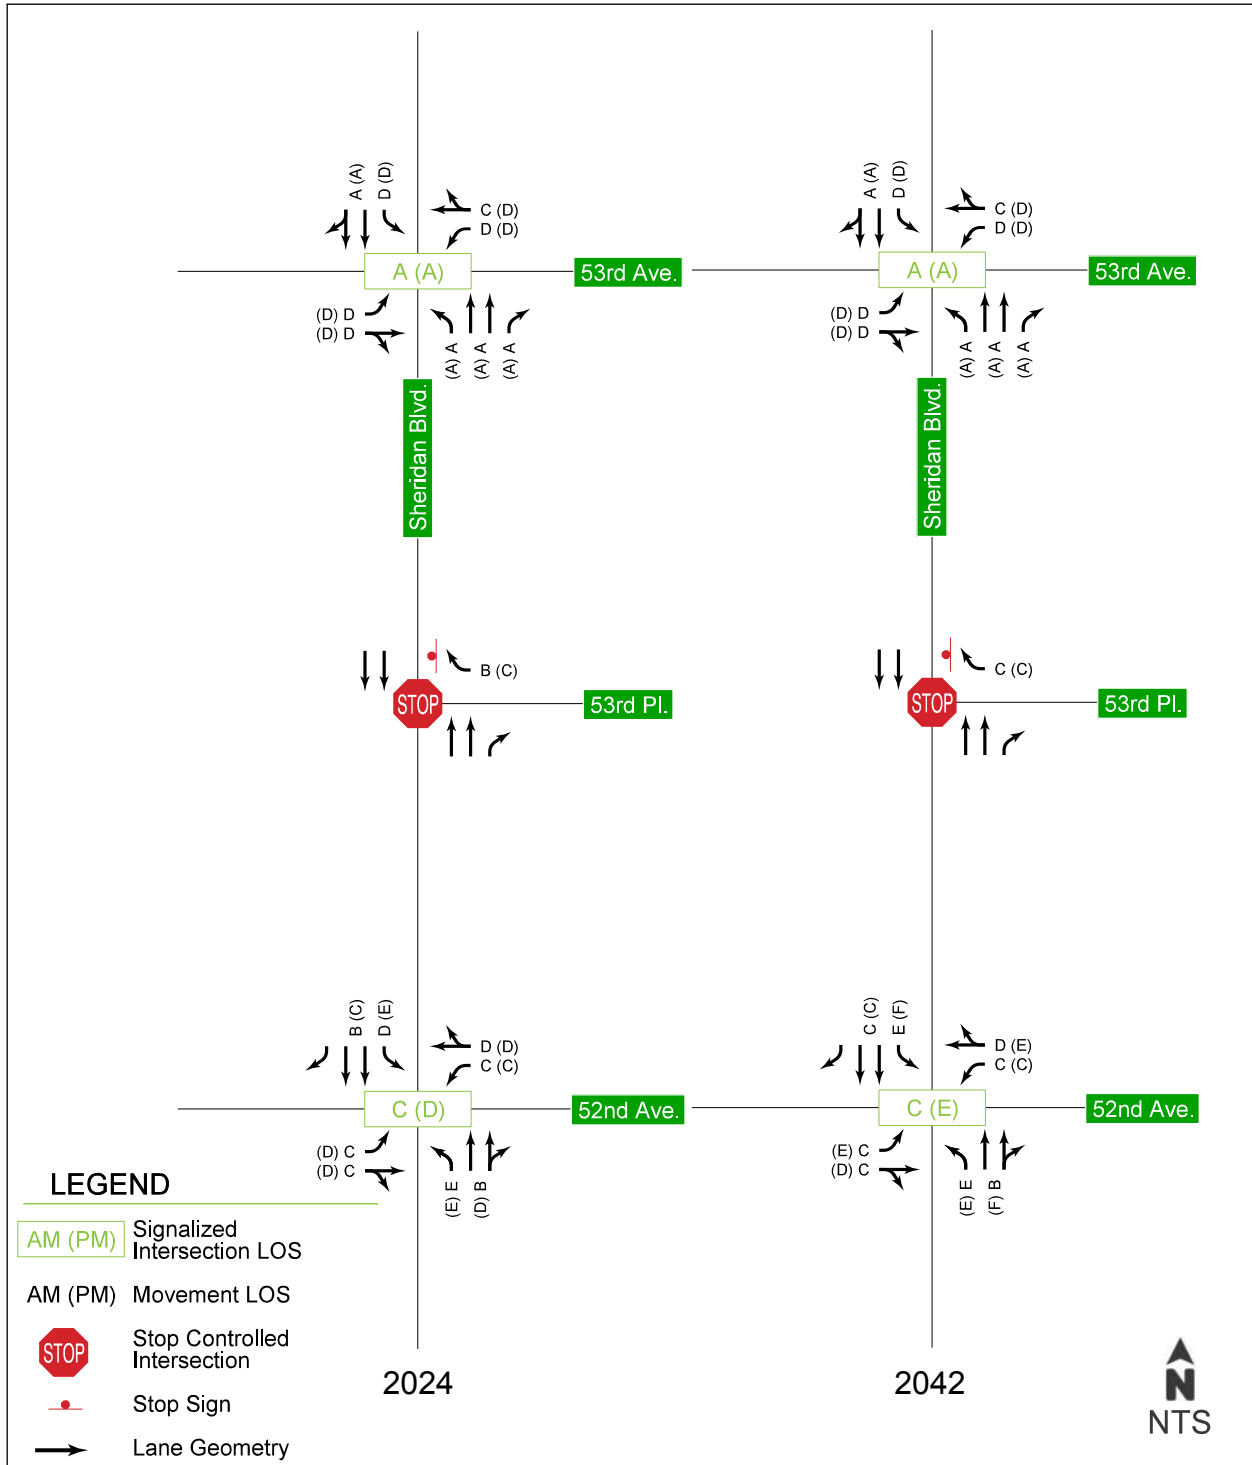 A (A)
D (D)
C (D)
D (D)
A (A)
53rd Ave.
(D) D
(D) D
(A) A
(A) A
(A) A
Sheridan Blvd.
B (C)
STOP
53rd Pl.
B (C)
D (E)
D (D)
C (C)
C (D)
52nd Ave.
(D) C
(D) C
(E) E
(D) B
2024
A (A)
D (D)
C (D)
D (D)
A (A)
53rd Ave.
(D) D
(D) D
(A) A
(A) A
(A) A
Sheridan Blvd.
C (C)
STOP
53rd Pl.
C (C)
E (F)
D (E)
C (C)
C (E)
52nd Ave.
(E) C
(D) C
(E) E
(F) B
2042
LEGEND
AM (PM)
Signalized
Intersection LOS
AM (PM)
Movement LOS
STOP
Stop Controlled
Intersection
Stop Sign
Lane Geometry
N
NTS